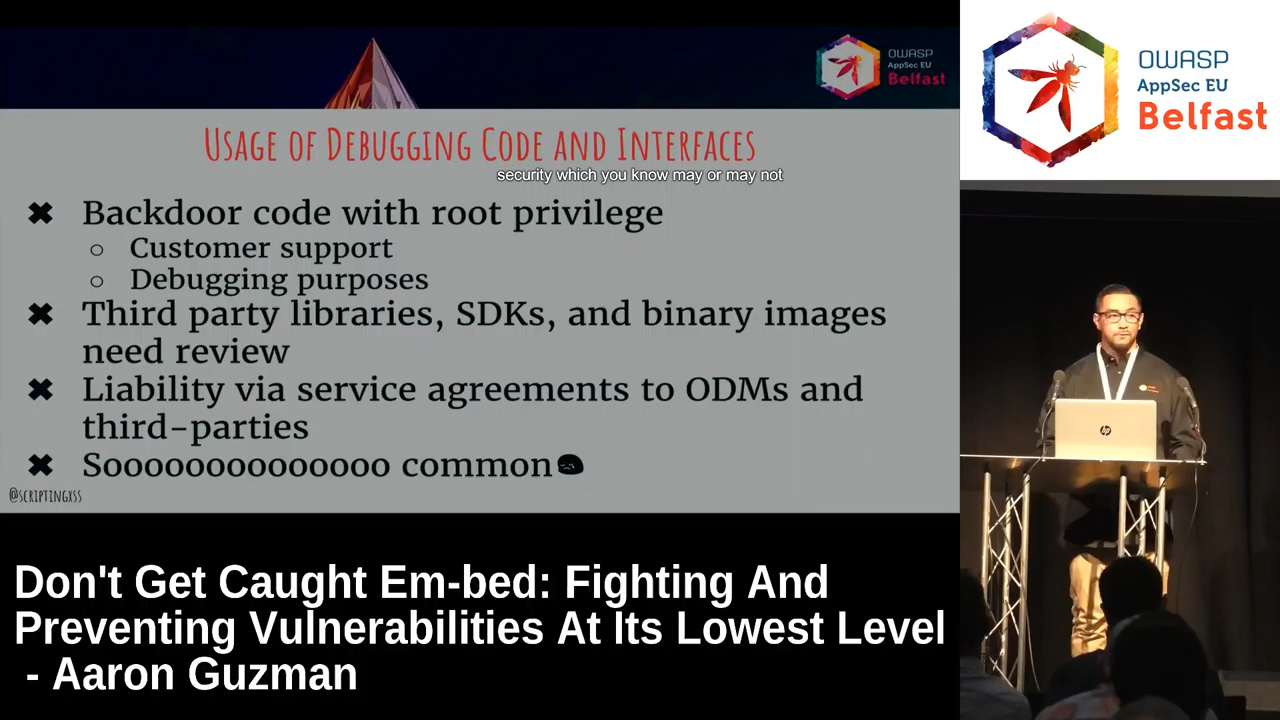 OWASP
AppSec EU
Belfast
USAGE OF DEBUGGING CODE AND INTERFACES
security which you know may or may not
✖ Backdoor code with root privilege
○ Customer support
○ Debugging purposes
✖ Third party libraries, SDKs, and binary images
need review
✖ Liability via service agreements to ODMs and
third-parties
✖ Sooooooooooooooo common
@SCRIPTINGXSS
Don't Get Caught Em-bed: Fighting And
Preventing Vulnerabilities At Its Lowest Level
- Aaron Guzman
OWASP
AppSec EU
Belfast
hp